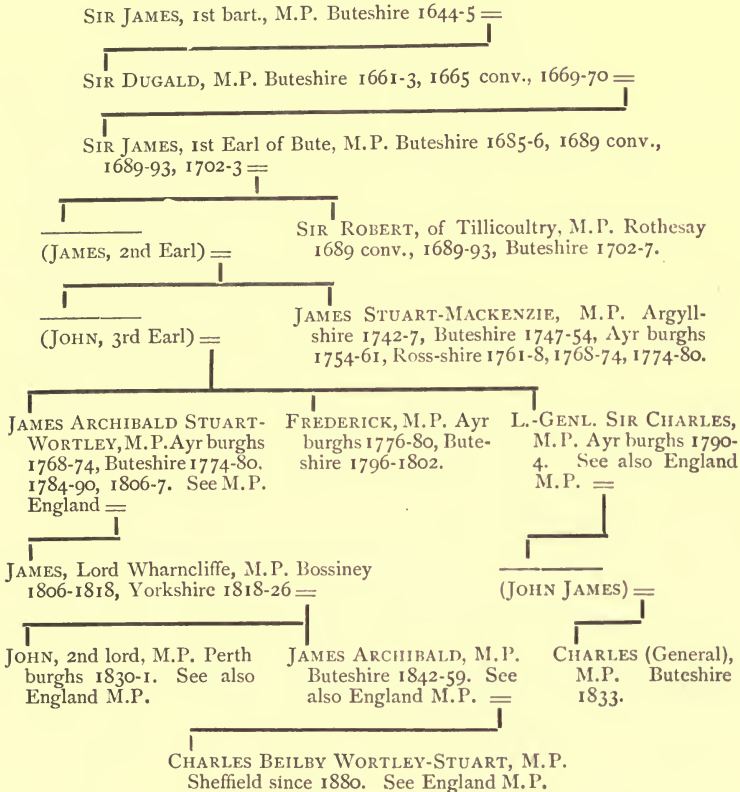 SIR JAMES, 1st bart., M.P. Buteshire 1644-5 =
SIR DUGALD, M.P. Buteshire 1661-3, 1665 conv., 1669-70 =
SIR JAMES, 1st Earl of Bute, M.P. Buteshire 1685-6, 1689 conv.,
1689-93, 1702-3 =
SIR ROBERT, of Tillicoultry, M.P. Rothesay
1689 conv., 1689-93, Buteshire 1702-7.
(JAMES, 2nd Earl) =
JAMES STUART-MACKENZIE, M.P. Argyll-
shire 1742-7, Buteshire 1747-54, Ayr burghs
1754-61, Ross-shire 1761-8, 1768-74, 1774-80.
(JOHN, 3rd Earl) =
JAMES ARCHIBALD STUART-
WORTLEY, M.P. Ayr burghs
1768-74, Buteshire 1774-80.
1784-90, 1806-7. See M.P.
England =
FREDERICK, M.P. Ayr
burghs 1776-80, Bute-
shire 1796-1802.
L.-GENL. SIR CHARLES,
M.P. Ayr burghs 1790-
4. See also England
M.P. =
JAMES, Lord Wharncliffe, M.P. Bossiney
1806-1818, Yorkshire 1818-26 =
(JOHN JAMES) =
JOHN, 2nd lord, M.P. Perth
burghs 1830-1. See also
England M.P.
JAMES ARCHIBALD, M.P.
Buteshire 1842-59. See
also England M.P. =
CHARLES (General),
M.P. Buteshire
1833.
CHARLES BEILBY WORTLEY-STUART, M.P.
Sheffield since 1880. See England M.P.